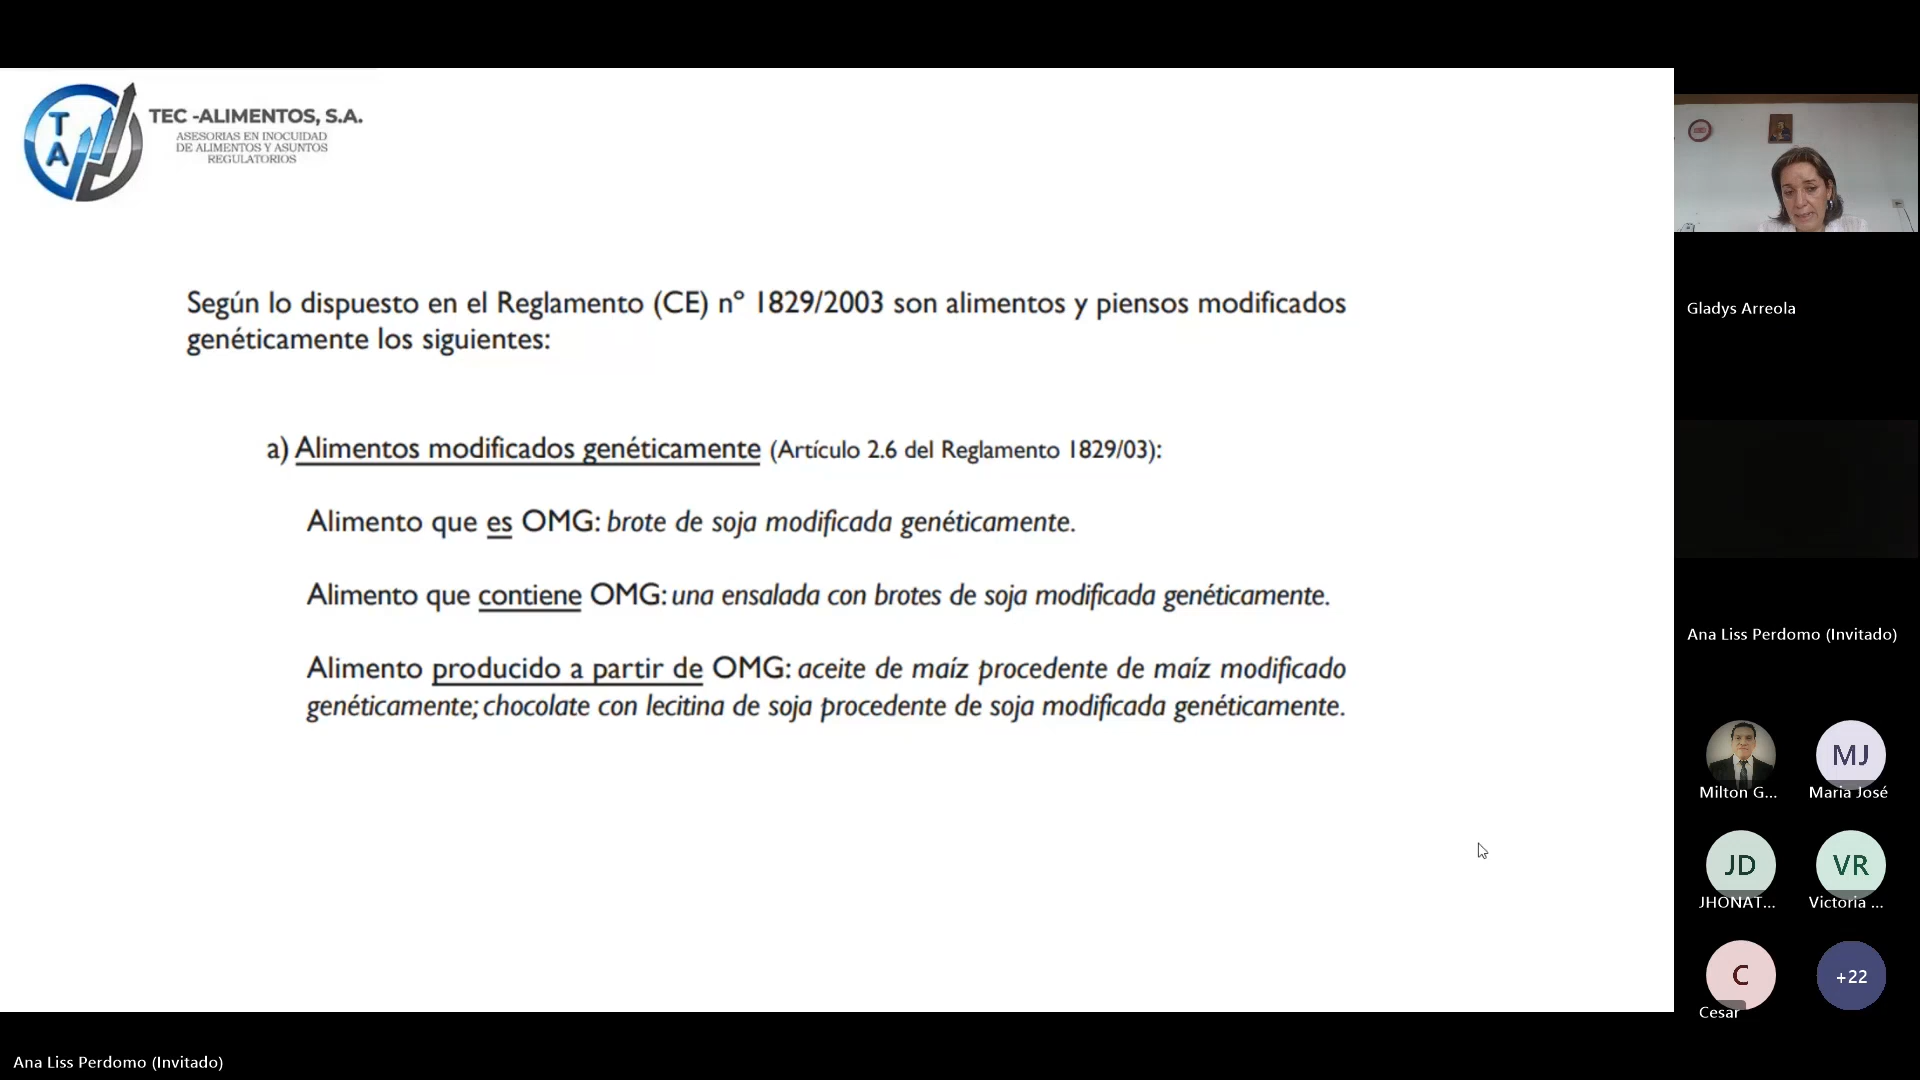 T
A
TEC -ALIMENTOS, S.A.
ASESORIAS EN INOCUIDAD
DE ALIMENTOS Y ASUNTOS
REGULATORIOS
Según lo dispuesto en el Reglamento (CE) nº 1829/2003 son alimentos y piensos modificados
genéticamente los siguientes:
a) Alimentos modificados genéticamente (Artículo 2.6 del Reglamento 1829/03):
Alimento que es OMG: brote de soja modificada genéticamente.
Alimento que contiene OMG: una ensalada con brotes de soja modificada genéticamente.
Alimento producido a partir de OMG: aceite de maíz procedente de maíz modificado
genéticamente; chocolate con lecitina de soja procedente de soja modificada genéticamente.
Gladys Arreola
Ana Liss Perdomo (Invitado)
Milton G...
MJ
Maria José
JD
JHONAT...
VR
Victoria ...
C
Cesar
+22
Ana Liss Perdomo (Invitado)